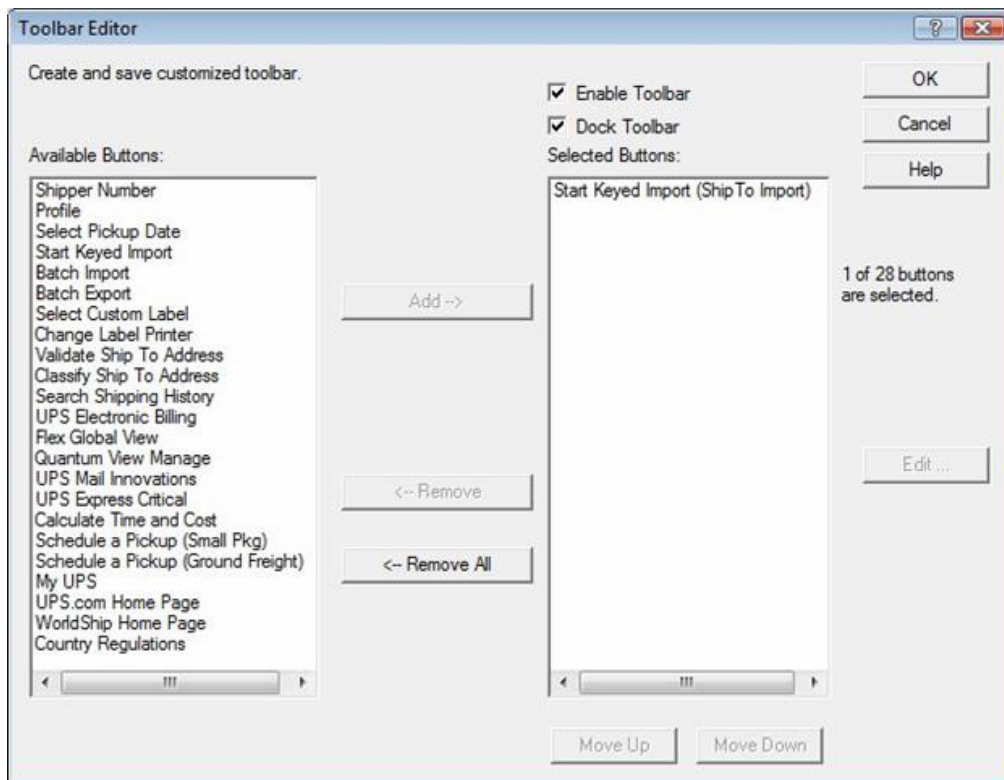 Toolbar Editor
Create and save customized toolbar.
Enable Toolbar
Dock Toolbar
OK
Cancel
Help
Available Buttons:
Shipper Number
Profile
Select Pickup Date
Start Keyed Import
Batch Import
Batch Export
Select Custom Label
Change Label Printer
Validate Ship To Address
Classify Ship To Address
Search Shipping History
UPS Electronic Billing
Flex Global View
Quantum View Manage
UPS Mail Innovations
UPS Express Critical
Calculate Time and Cost
Schedule a Pickup (Small Pkg)
Schedule a Pickup (Ground Freight)
My UPS
UPS.com Home Page
WorldShip Home Page
Country Regulations
Add -->
<-- Remove
<-- Remove All
Selected Buttons:
Start Keyed Import (ShipTo Import)
1 of 28 buttons
are selected.
Edit ...
Move Up
Move Down